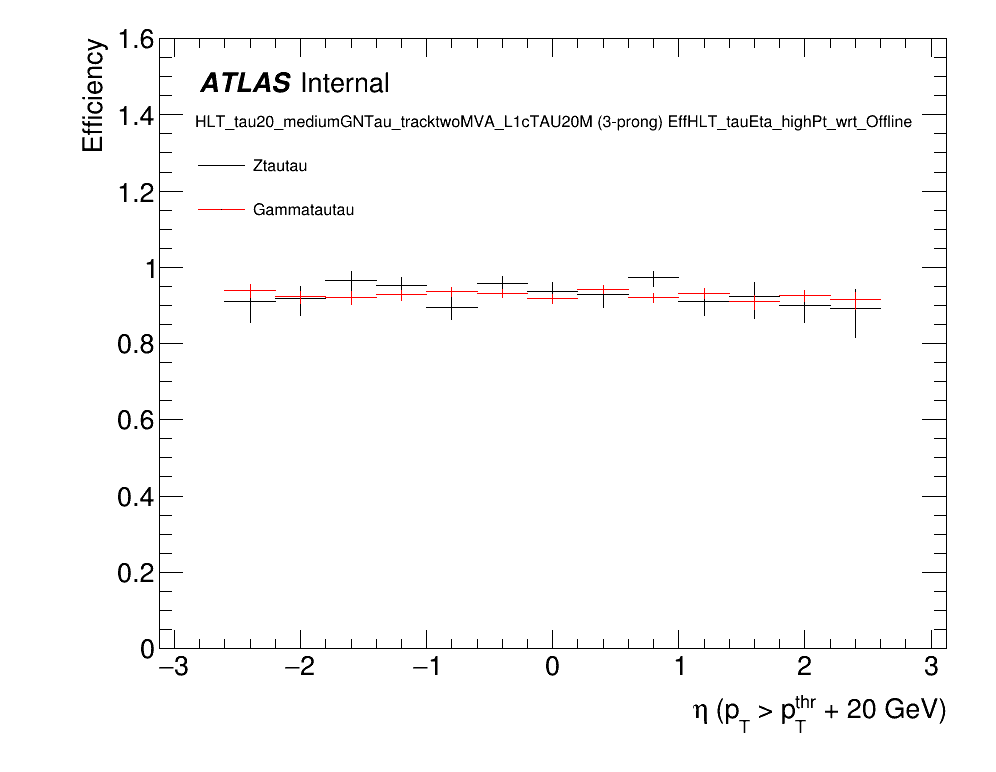 Efficiency
1.6
1.4
1.2
1
0.8
0.6
0.4
0.2
0
ATLAS Internal
HLT_tau20_mediumGNTau_tracktwoMVA_L1cTAU20M (3-prong) EffHLT_tauEta_highPt_wrt_Offline
Ztautau
Gammatautau
−3 −2 −1 0 1 2 3
η (p_T > p_T^thr + 20 GeV)